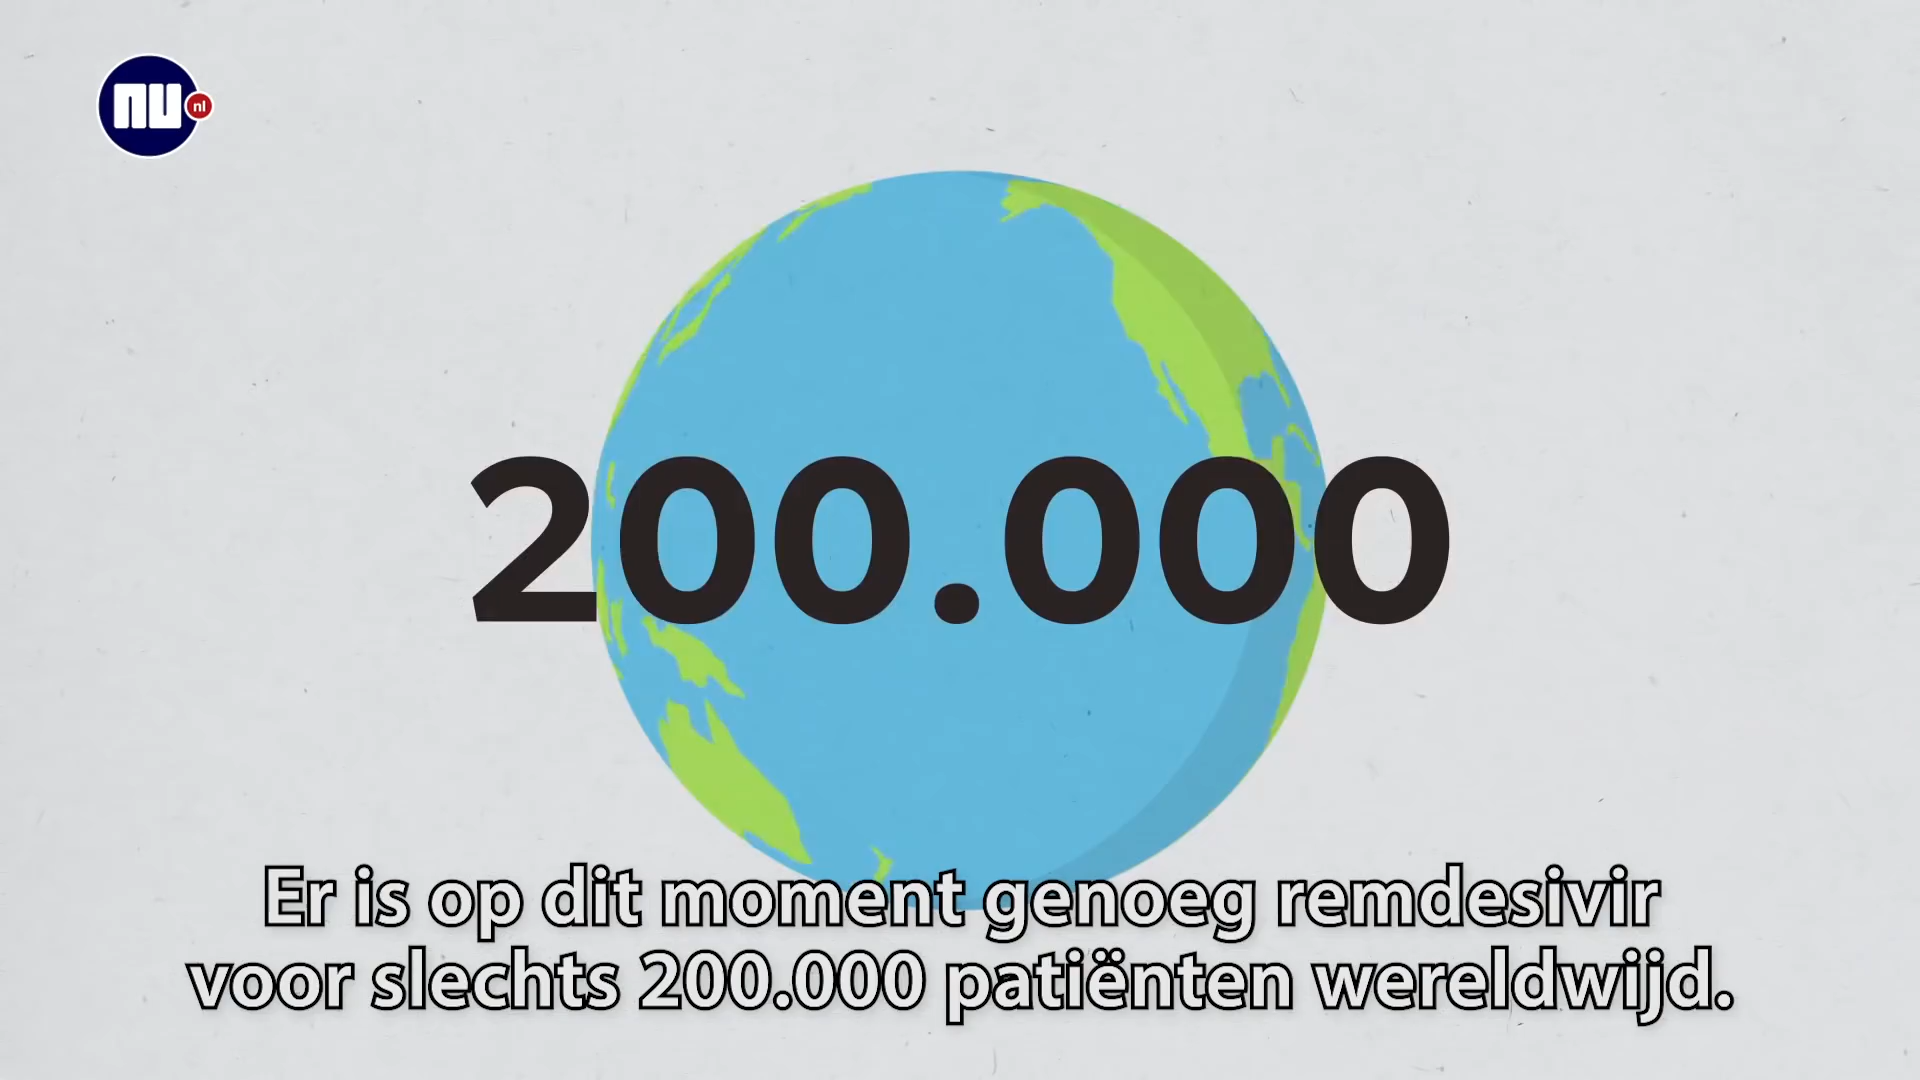 nu nl
200.000
Er is op dit moment genoeg remdesivir
voor slechts 200.000 patiënten wereldwijd.